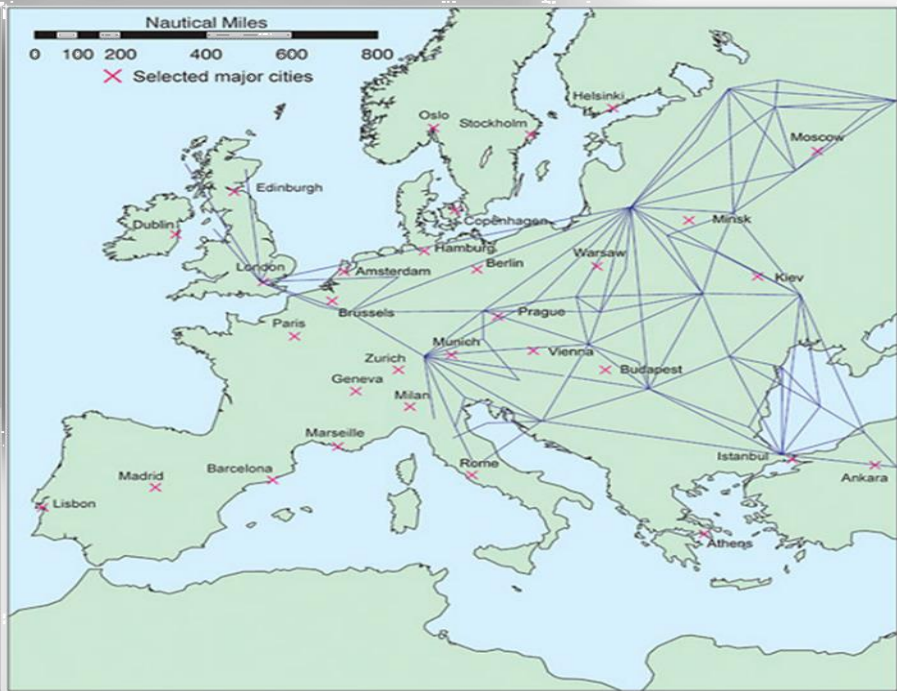 Nautical Miles
0 100 200 400 600 800
Selected major cities
Helsinki
Oslo
Stockholm
Moscow
Edinburgh
Copenhagen
Minsk
Dublin
Hamburg
Warsaw
London
Amsterdam
Berlin
Kiev
Brussels
Prague
Paris
Munich
Vienna
Zurich
Budapest
Geneva
Milan
Marseille
Istanbul
Rome
Barcelona
Madrid
Ankara
Lisbon
Athens